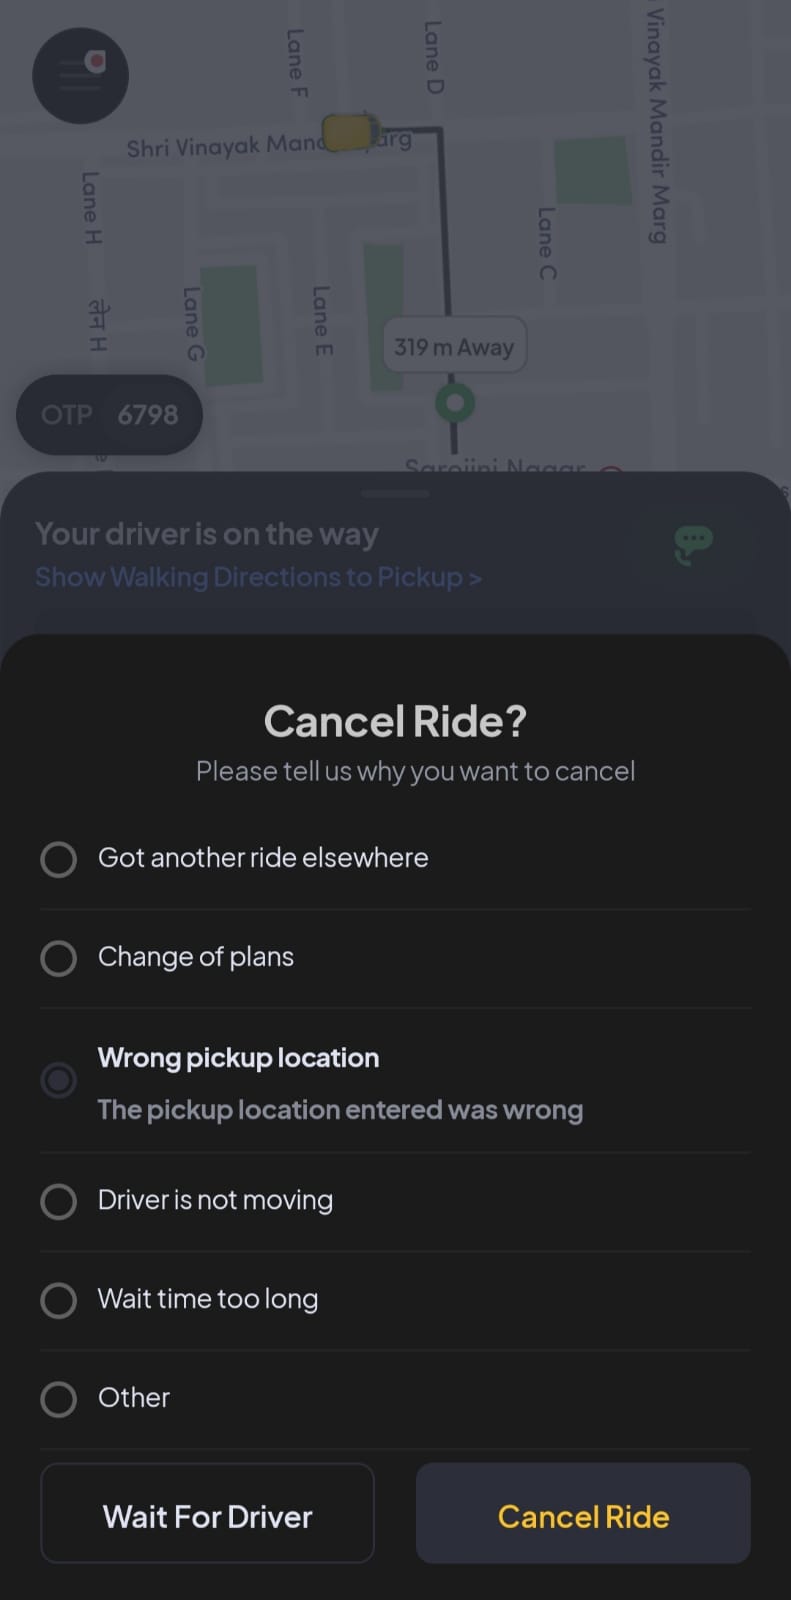 Lane F
Lane D
Vinayak Mandir Marg
Shri Vinayak
Lane H
Lane C
Lane G
Lane E
लेन H
319 m Away
OTP 6798
Sarojini Nagar
Your driver is on the way
Show Walking Directions to Pickup >
Cancel Ride?
Please tell us why you want to cancel
Got another ride elsewhere
Change of plans
Wrong pickup location
The pickup location entered was wrong
Driver is not moving
Wait time too long
Other
Wait For Driver
Cancel Ride